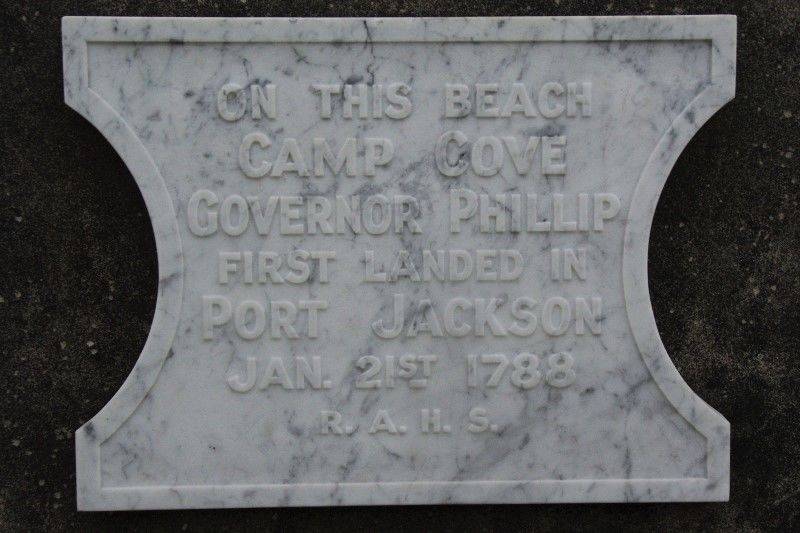 ON THIS BEACH
CAMP COVE
GOVERNOR PHILLIP
FIRST LANDED IN
PORT JACKSON
JAN. 21ST 1788
R. A. H. S.